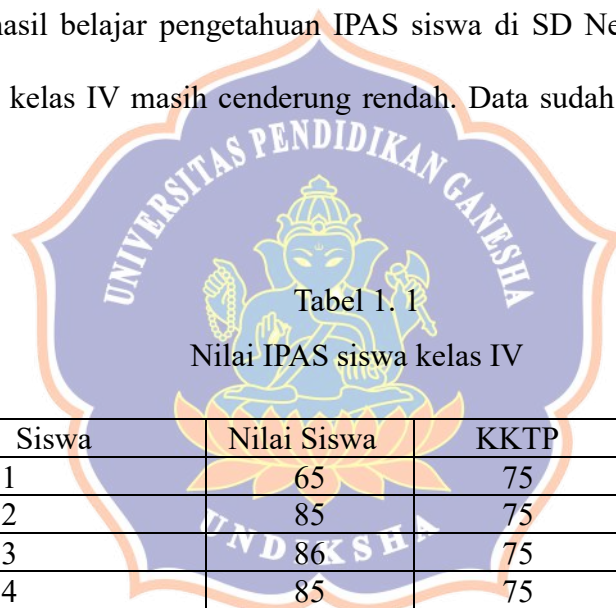 hasil belajar pengetahuan IPAS siswa di SD Ne
kelas IV masih cenderung rendah. Data sudah
UNIVERSITAS PENDIDIKAN GANESHA
Tabel 1. 1
Nilai IPAS siswa kelas IV
Siswa Nilai Siswa KKTP
1 65 75
2 85 75
3 86 75
4 85 75
UNDIKSHA